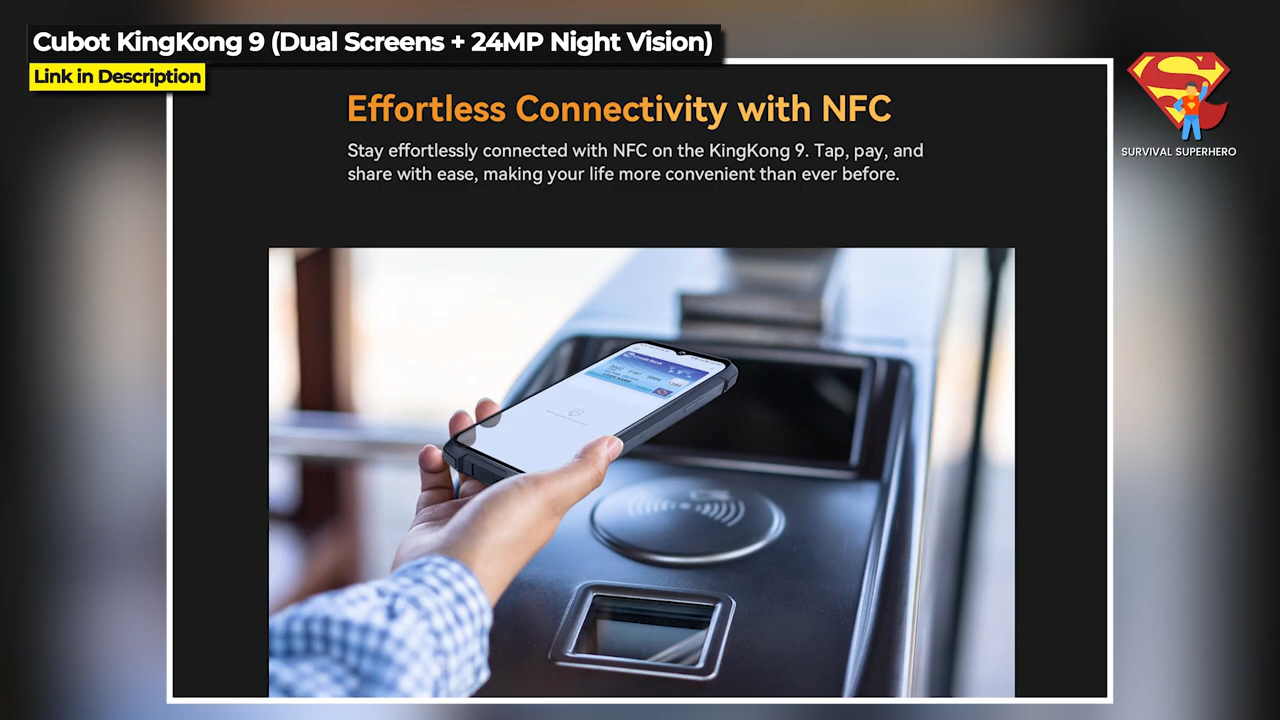 Cubot KingKong 9 (Dual Screens + 24MP Night Vision)
Link in Description
SURVIVAL SUPERHERO
Effortless Connectivity with NFC
Stay effortlessly connected with NFC on the KingKong 9. Tap, pay, and
share with ease, making your life more convenient than ever before.
Credit Bank